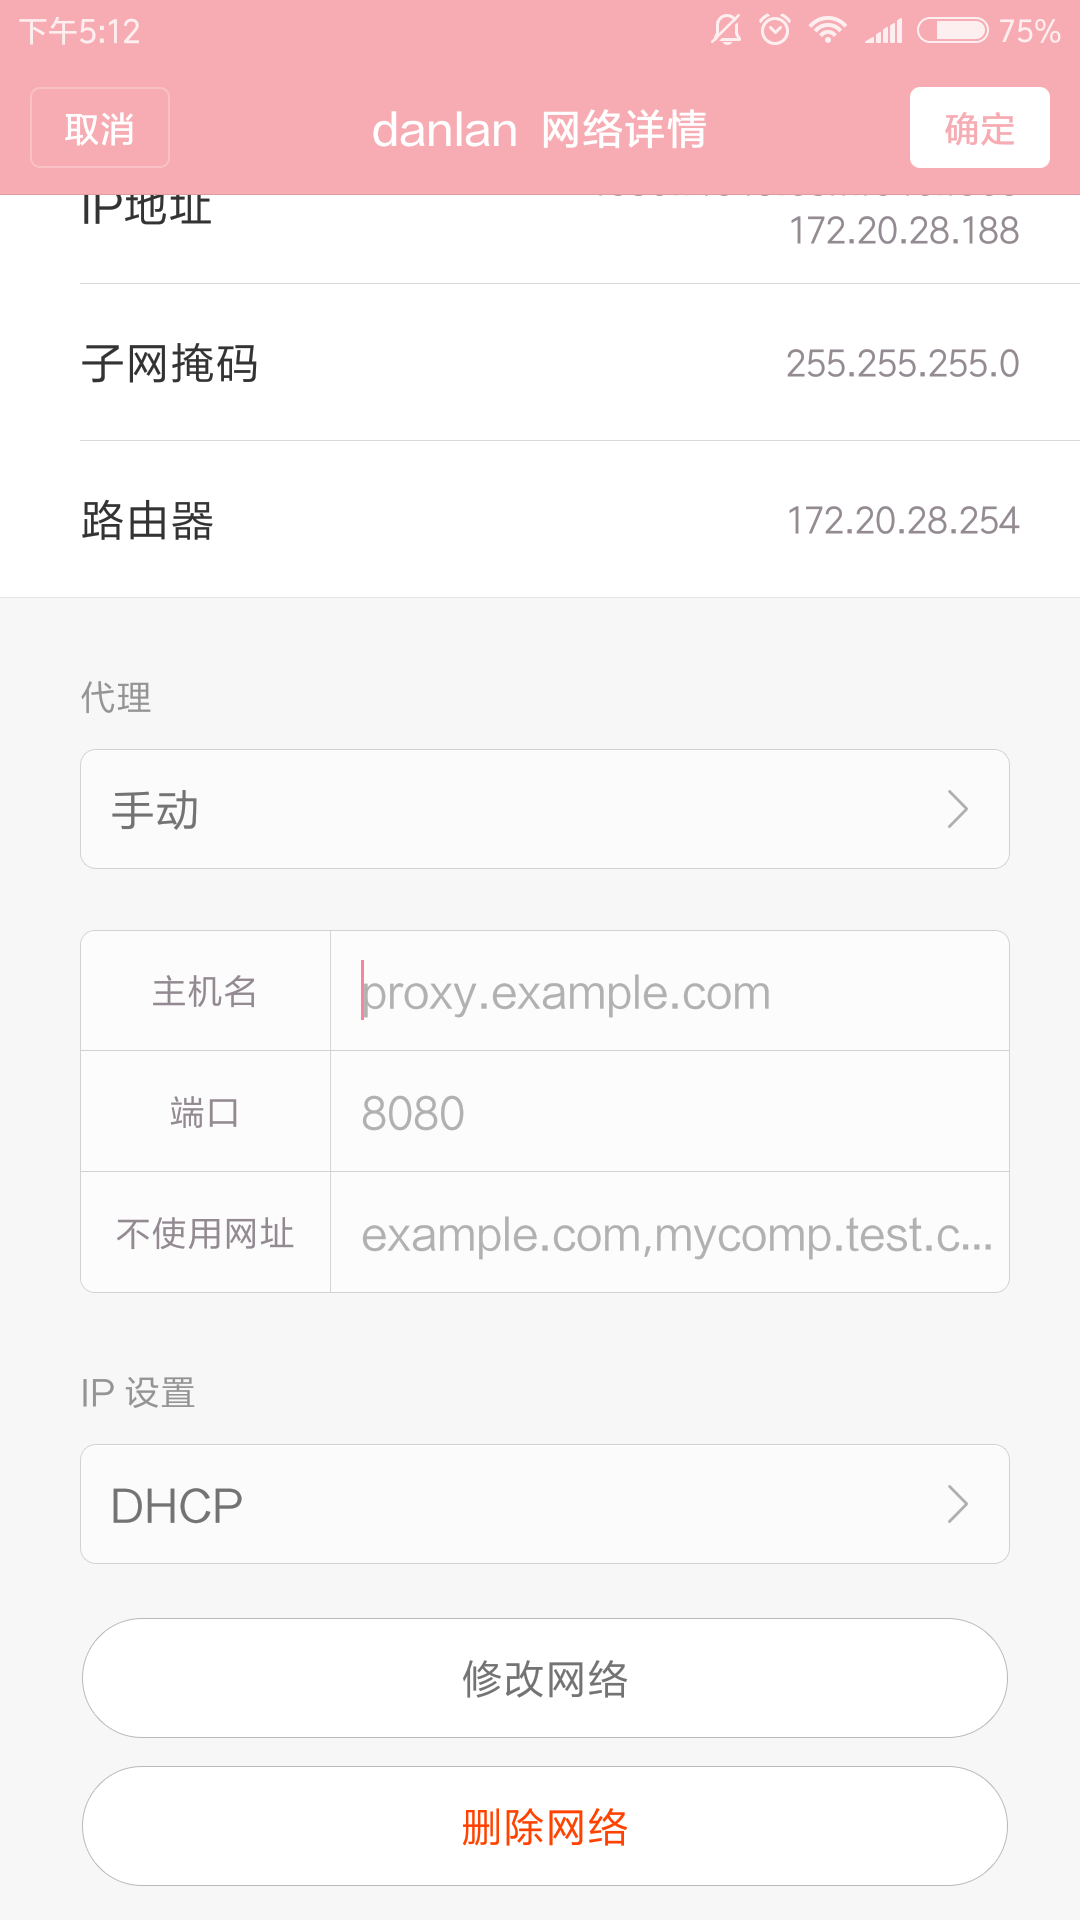 下午5:12
75%
取消
danlan 网络详情
确定
IP地址
172.20.28.188
子网掩码
255.255.255.0
路由器
172.20.28.254
代理
手动
主机名
proxy.example.com
端口
8080
不使用网址
example.com,mycomp.test.c...
IP 设置
DHCP
修改网络
删除网络